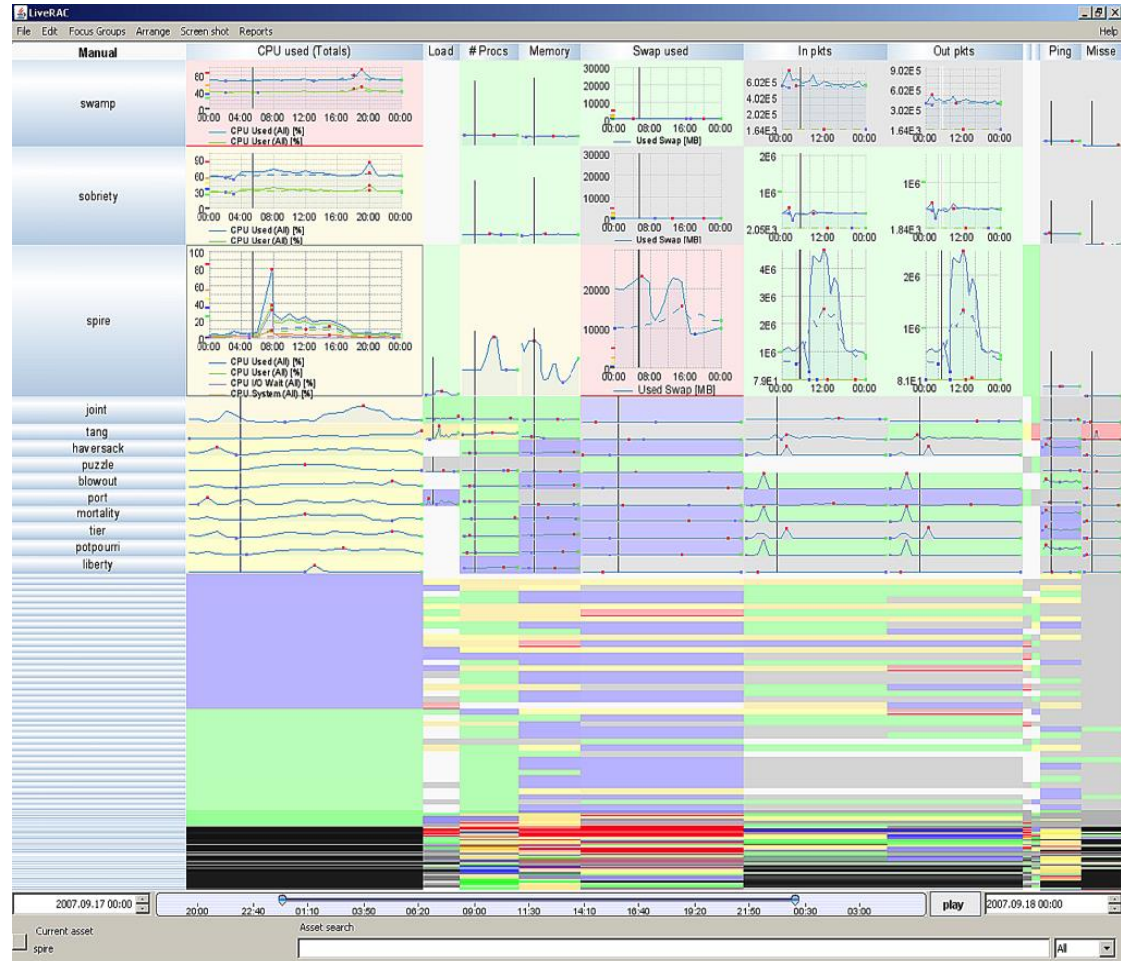 LiveRAC
File Edit Focus Groups Arrange Screen shot Reports Help
Manual CPU used (Totals) Load # Procs Memory Swap used In pkts Out pkts Ping Misse
swamp
80
40
0
00:00 04:00 08:00 12:00 16:00 20:00 00:00
CPU Used (All) [%]
CPU User (All) [%]
30000
20000
10000
0
00:00 08:00 16:00 00:00
Used Swap [MB]
6.02E5
4.02E5
2.02E5
1.64E3
00:00 12:00 00:00
9.02E5
6.02E5
3.02E5
1.64E3
00:00 12:00 00:00
sobriety
90
60
30
00:00 04:00 08:00 12:00 16:00 20:00 00:00
CPU Used (All) [%]
CPU User (All) [%]
30000
20000
10000
0
00:00 08:00 16:00 00:00
Used Swap [MB]
2E6
1E6
2.05E3
00:00 12:00 00:00
1E6
1.84E3
00:00 12:00 00:00
spire
100
80
60
40
20
00:00 04:00 08:00 12:00 16:00 20:00 00:00
CPU Used (All) [%]
CPU User (All) [%]
CPU I/O Wait (All) [%]
CPU System (All) [%]
20000
10000
0
00:00 08:00 16:00 00:00
Used Swap [MB]
4E6
3E6
2E6
1E6
7.9E1
00:00 12:00 00:00
2E6
1E6
8.1E1
00:00 12:00 00:00
joint
tang
haversack
puzzle
blowout
port
mortality
tier
potpourri
liberty
2007.09.17 00:00
20:00 22:40 01:10 03:50 06:20 09:00 11:30 14:10 16:40 19:20 21:50 00:30 03:00
play
2007.09.18 00:00
Current asset
spire
Asset search
All